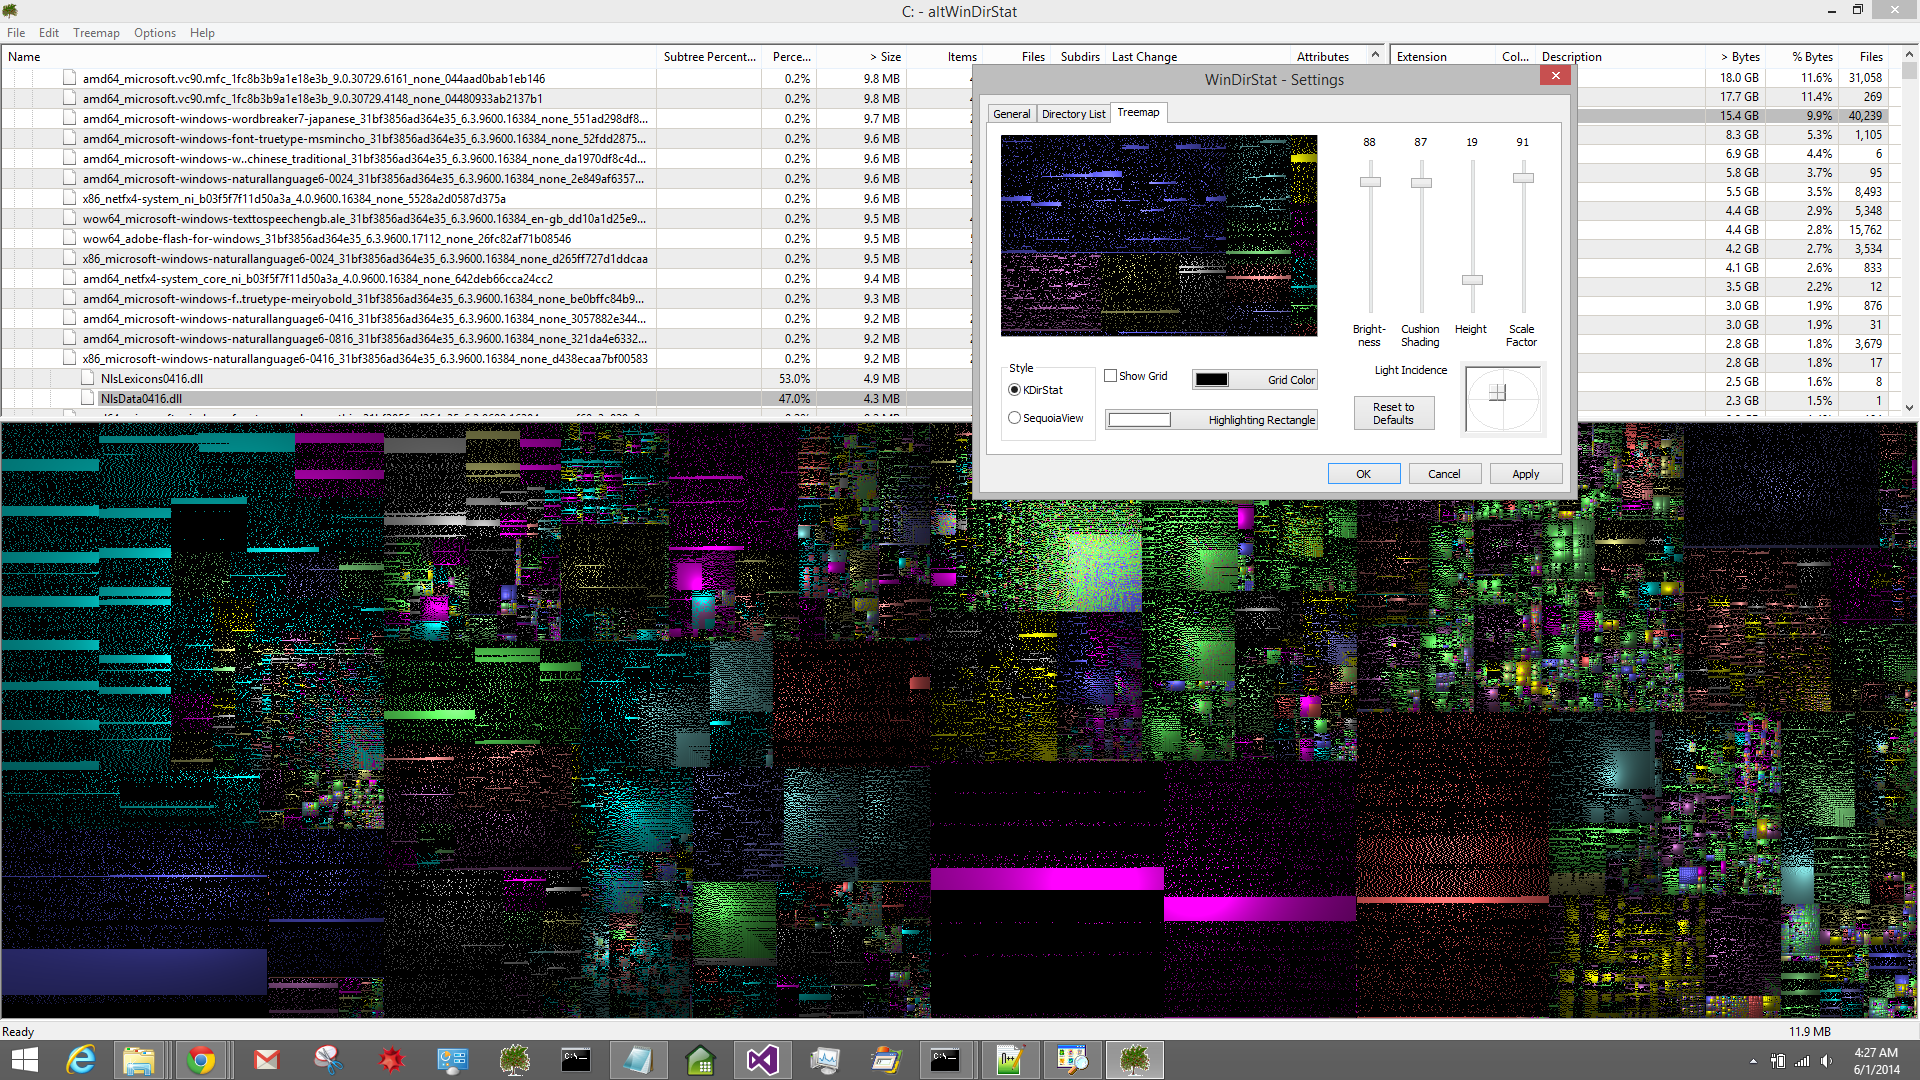 C: - altWinDirStat
File Edit Treemap Options Help
Name Subtree Percent... Perce... > Size Items Files Subdirs Last Change Attributes
amd64_microsoft.vc90.mfc_1fc8b3b9a1e18e3b_9.0.30729.6161_none_044aad0bab1eb146 0.2% 9.8 MB
amd64_microsoft.vc90.mfc_1fc8b3b9a1e18e3b_9.0.30729.4148_none_04480933ab2137b1 0.2% 9.8 MB
amd64_microsoft-windows-wordbreaker7-japanese_31bf3856ad364e35_6.3.9600.16384_none_551ad298df8... 0.2% 9.7 MB
amd64_microsoft-windows-font-truetype-msmincho_31bf3856ad364e35_6.3.9600.16384_none_52fdd2875... 0.2% 9.6 MB
amd64_microsoft-windows-w..chinese_traditional_31bf3856ad364e35_6.3.9600.16384_none_da1970df8c4d... 0.2% 9.6 MB
amd64_microsoft-windows-naturallanguage6-0024_31bf3856ad364e35_6.3.9600.16384_none_2e849af6357... 0.2% 9.6 MB
x86_netfx4-system_ni_b03f5f7f11d50a3a_4.0.9600.16384_none_5528a2d0587d375a 0.2% 9.6 MB
wow64_microsoft-windows-texttospeechengb.ale_31bf3856ad364e35_6.3.9600.16384_en-gb_dd10a1d25e9... 0.2% 9.5 MB
wow64_adobe-flash-for-windows_31bf3856ad364e35_6.3.9600.17112_none_26fc82af71b08546 0.2% 9.5 MB
x86_microsoft-windows-naturallanguage6-0024_31bf3856ad364e35_6.3.9600.16384_none_d265ff727d1ddcaa 0.2% 9.5 MB
amd64_netfx4-system_core_ni_b03f5f7f11d50a3a_4.0.9600.16384_none_642deb66cca24cc2 0.2% 9.4 MB
amd64_microsoft-windows-f..truetype-meiryobold_31bf3856ad364e35_6.3.9600.16384_none_be0bffc84b9... 0.2% 9.3 MB
amd64_microsoft-windows-naturallanguage6-0416_31bf3856ad364e35_6.3.9600.16384_none_3057882e344... 0.2% 9.2 MB
amd64_microsoft-windows-naturallanguage6-0816_31bf3856ad364e35_6.3.9600.16384_none_321da4e6332... 0.2% 9.2 MB
x86_microsoft-windows-naturallanguage6-0416_31bf3856ad364e35_6.3.9600.16384_none_d438ecaa7bf00583 0.2% 9.2 MB
NlsLexicons0416.dll 53.0% 4.9 MB
NlsData0416.dll 47.0% 4.3 MB
Extension Col... Description > Bytes % Bytes Files
18.0 GB 11.6% 31,058
17.7 GB 11.4% 269
15.4 GB 9.9% 40,239
8.3 GB 5.3% 1,105
6.9 GB 4.4% 6
5.8 GB 3.7% 95
5.5 GB 3.5% 8,493
4.4 GB 2.9% 5,348
4.4 GB 2.8% 15,762
4.2 GB 2.7% 3,534
4.1 GB 2.6% 833
3.5 GB 2.2% 12
3.0 GB 1.9% 876
3.0 GB 1.9% 31
2.8 GB 1.8% 3,679
2.8 GB 1.8% 17
2.5 GB 1.6% 8
2.3 GB 1.5% 1
WinDirStat - Settings
General Directory List Treemap
88 87 19 91
Bright-
ness
Cushion
Shading
Height
Scale
Factor
Style
KDirStat
SequoiaView
Show Grid
Grid Color
Highlighting Rectangle
Light Incidence
Reset to
Defaults
OK Cancel Apply
Ready 11.9 MB
4:27 AM
6/1/2014